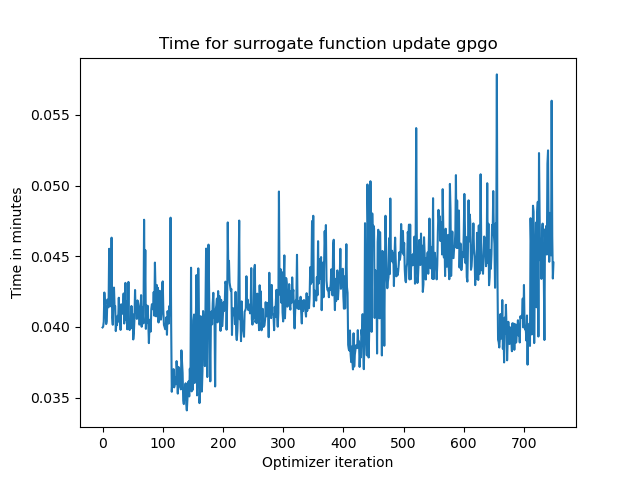 Time for surrogate function update gpgo
0.055
0.050
0.045
0.040
0.035
Time in minutes
0 100 200 300 400 500 600 700
Optimizer iteration